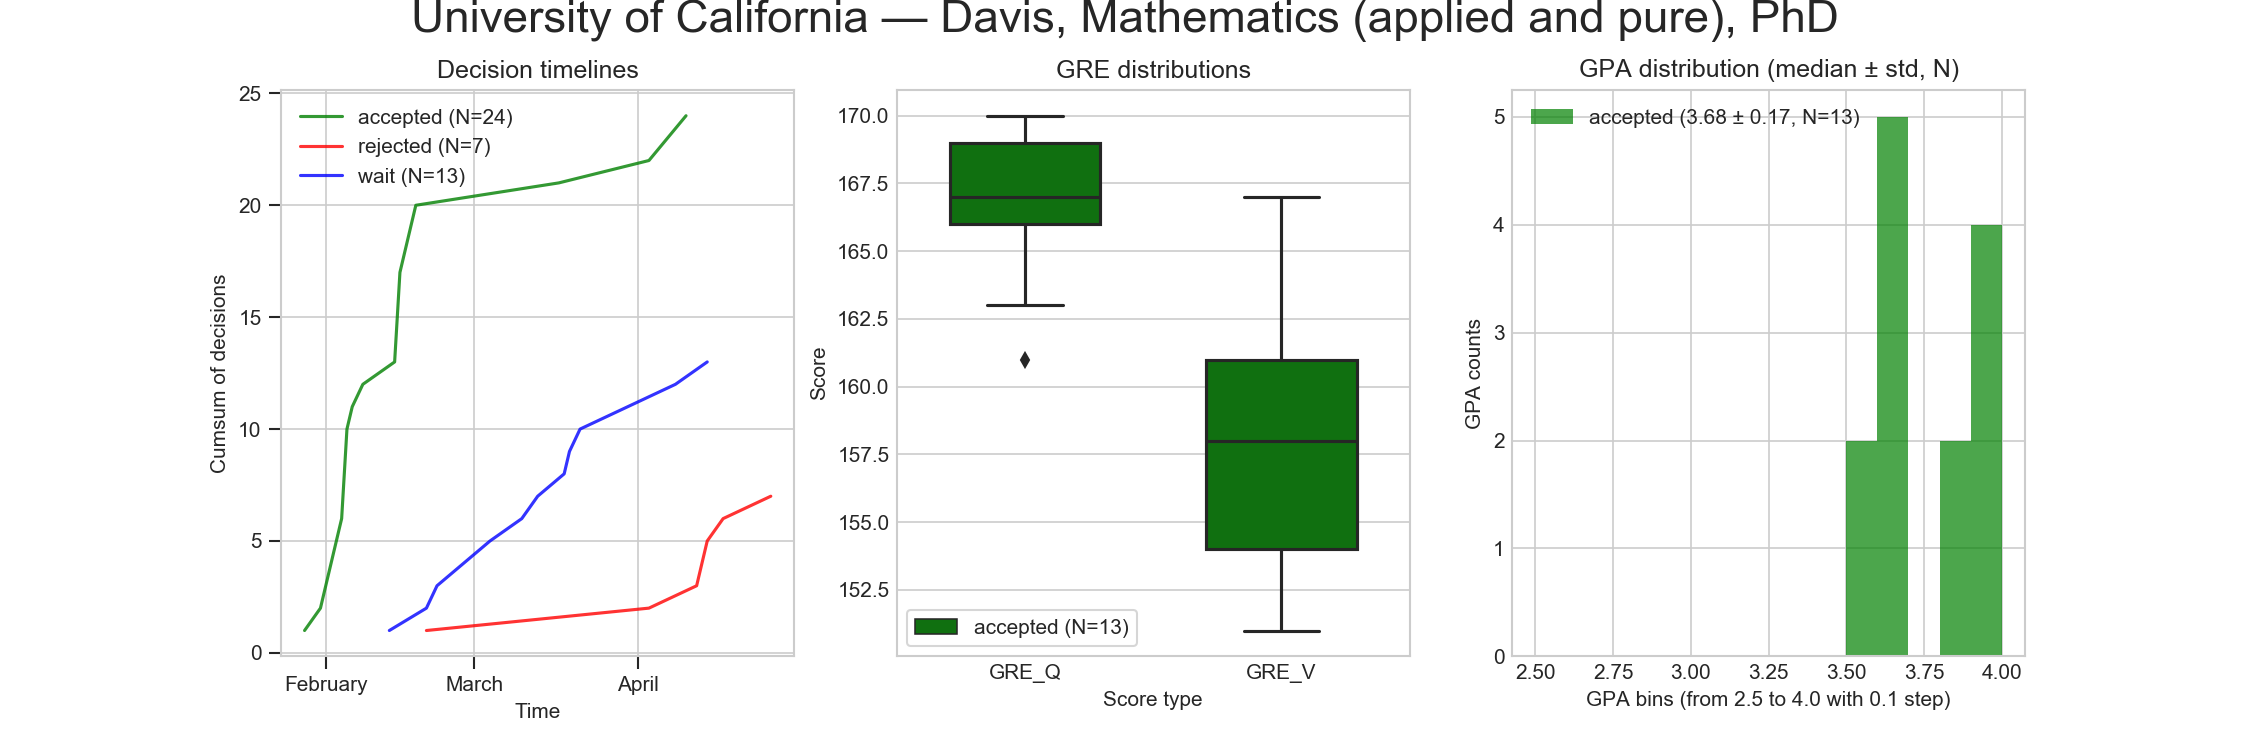 University of California — Davis, Mathematics (applied and pure), PhD
Decision timelines
25
20
15
10
5
0
Cumsum of decisions
accepted (N=24)
rejected (N=7)
wait (N=13)
February
March
April
Time
GRE distributions
170.0
167.5
165.0
162.5
160.0
157.5
155.0
152.5
Score
accepted (N=13)
GRE_Q
GRE_V
Score type
GPA distribution (median ± std, N)
5
4
3
2
1
0
GPA counts
accepted (3.68 ± 0.17, N=13)
2.50
2.75
3.00
3.25
3.50
3.75
4.00
GPA bins (from 2.5 to 4.0 with 0.1 step)